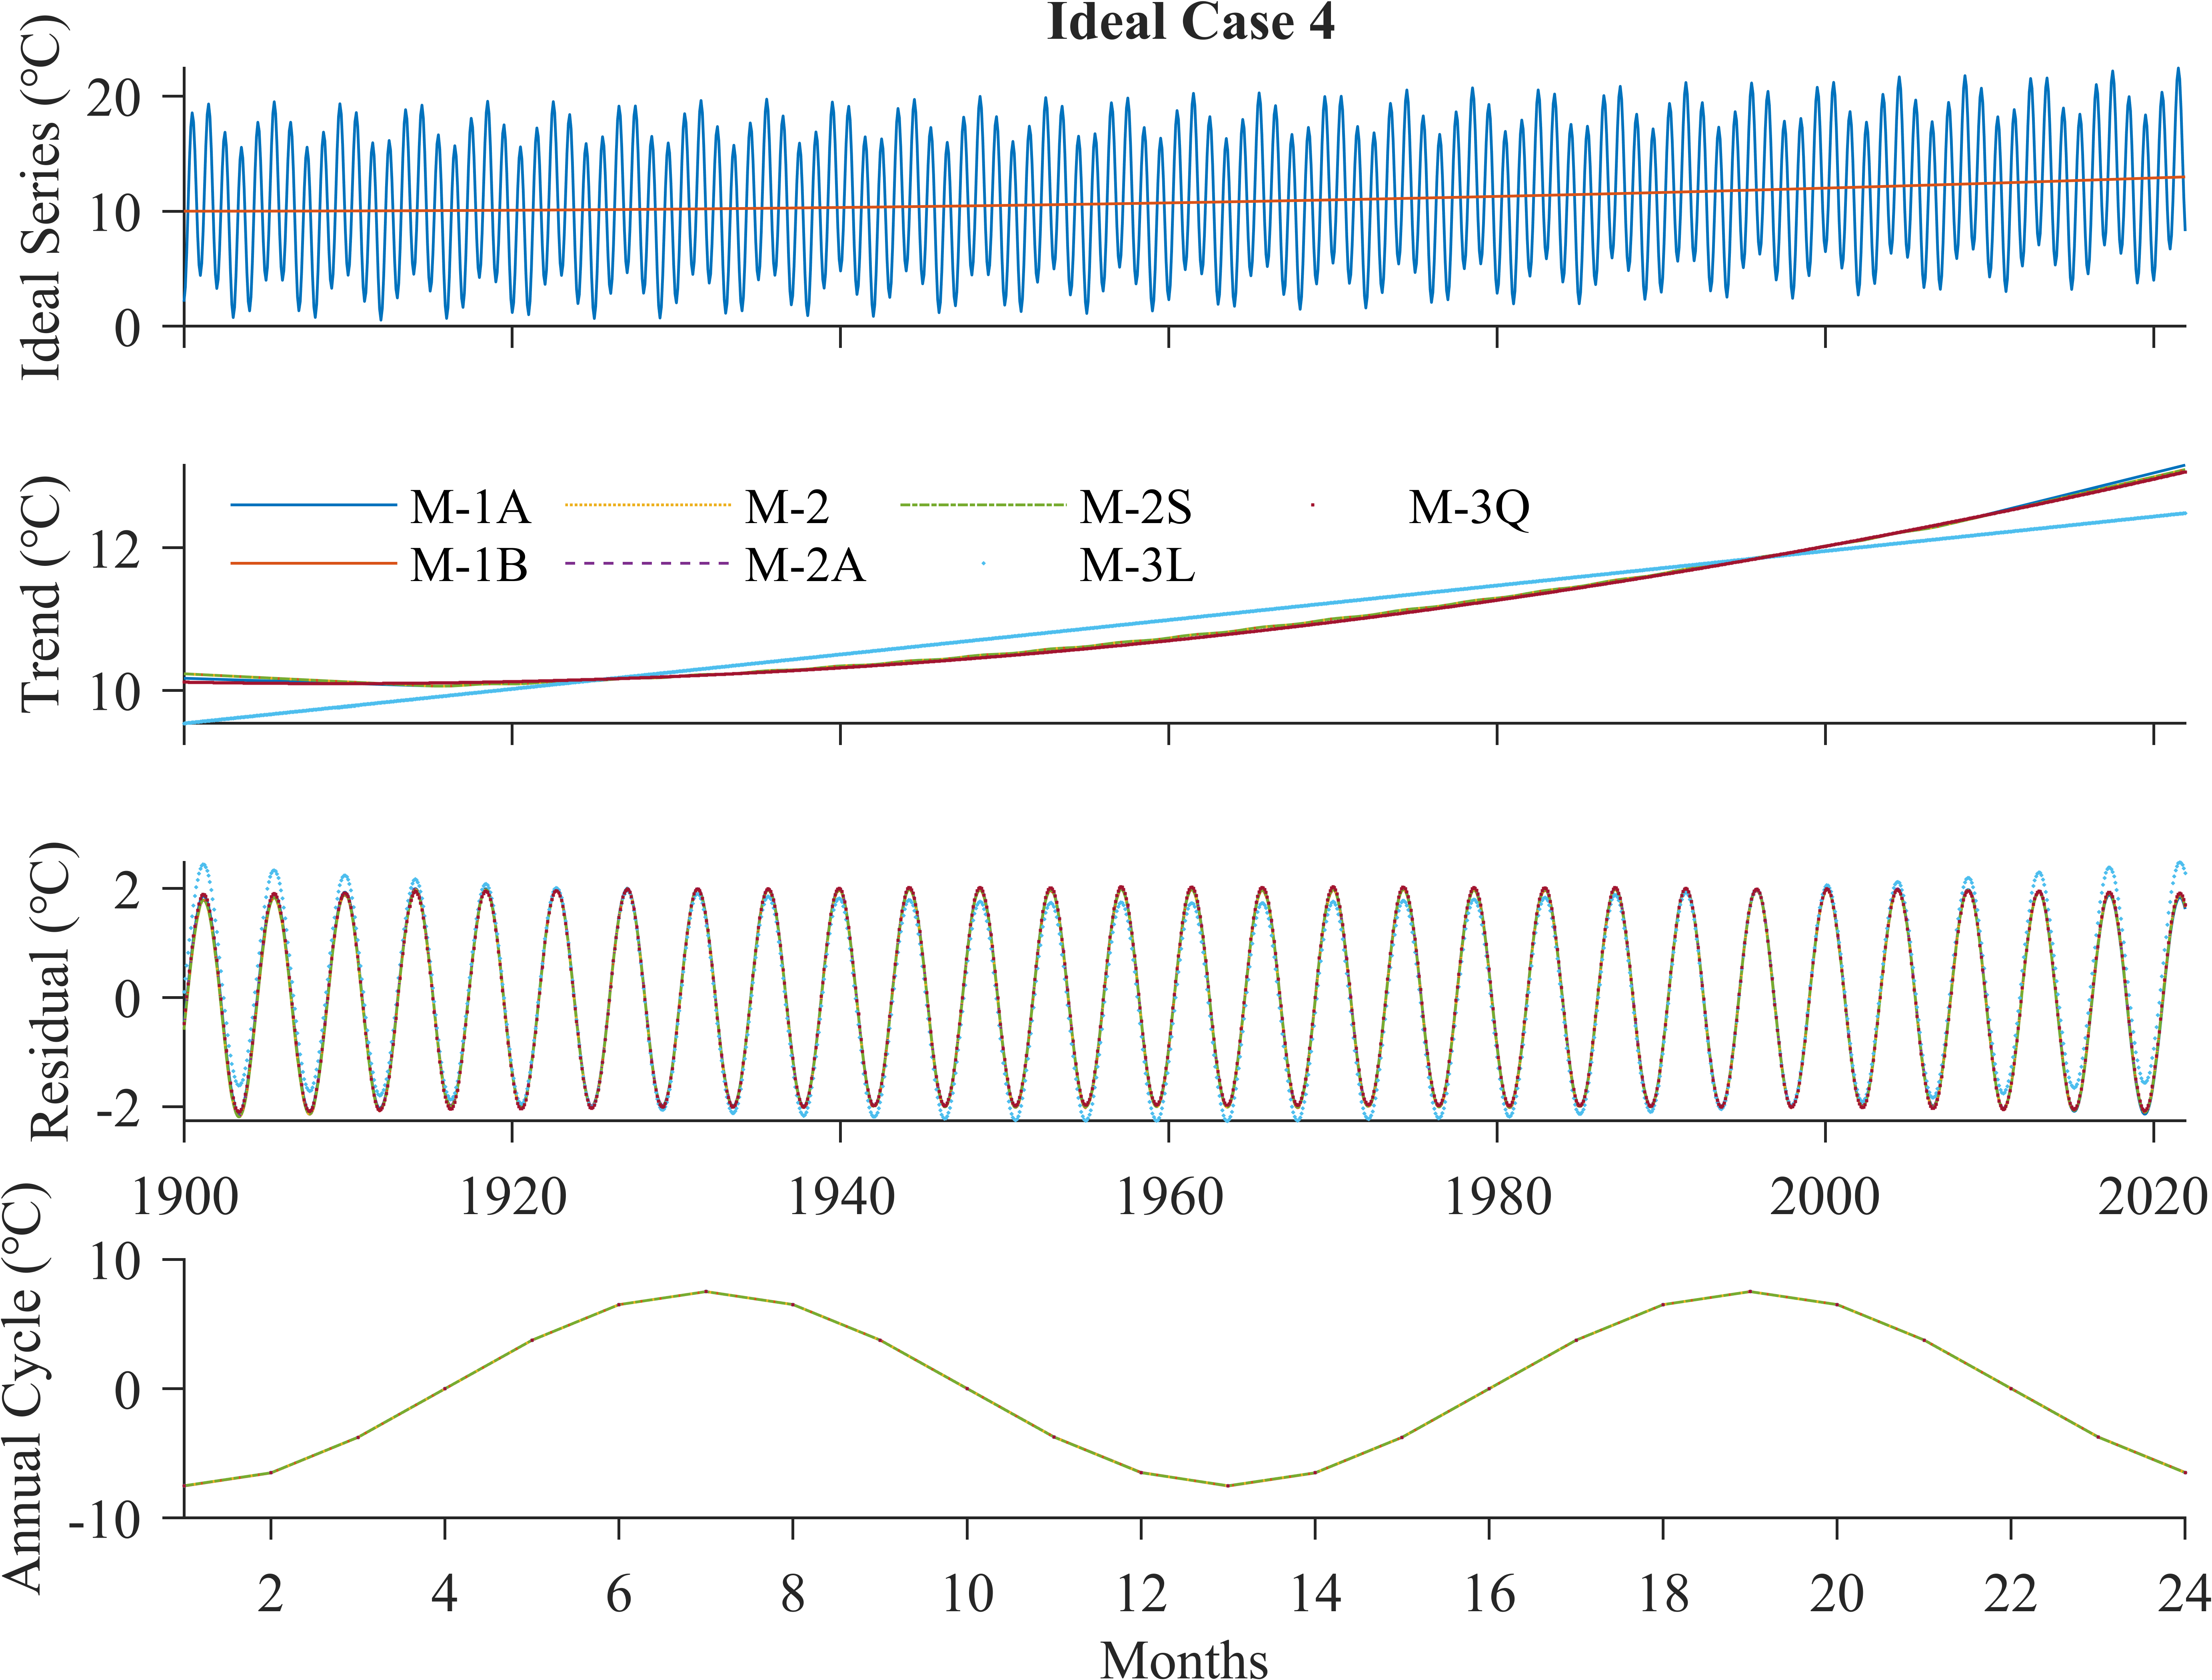 Ideal Case 4
Ideal Series (°C)
20
10
0
Trend (°C)
12
10
M-1A M-2 M-2S M-3Q
M-1B M-2A M-3L
Residual (°C)
2
0
-2
1900 1920 1940 1960 1980 2000 2020
Annual Cycle (°C)
10
0
-10
2 4 6 8 10 12 14 16 18 20 22 24
Months